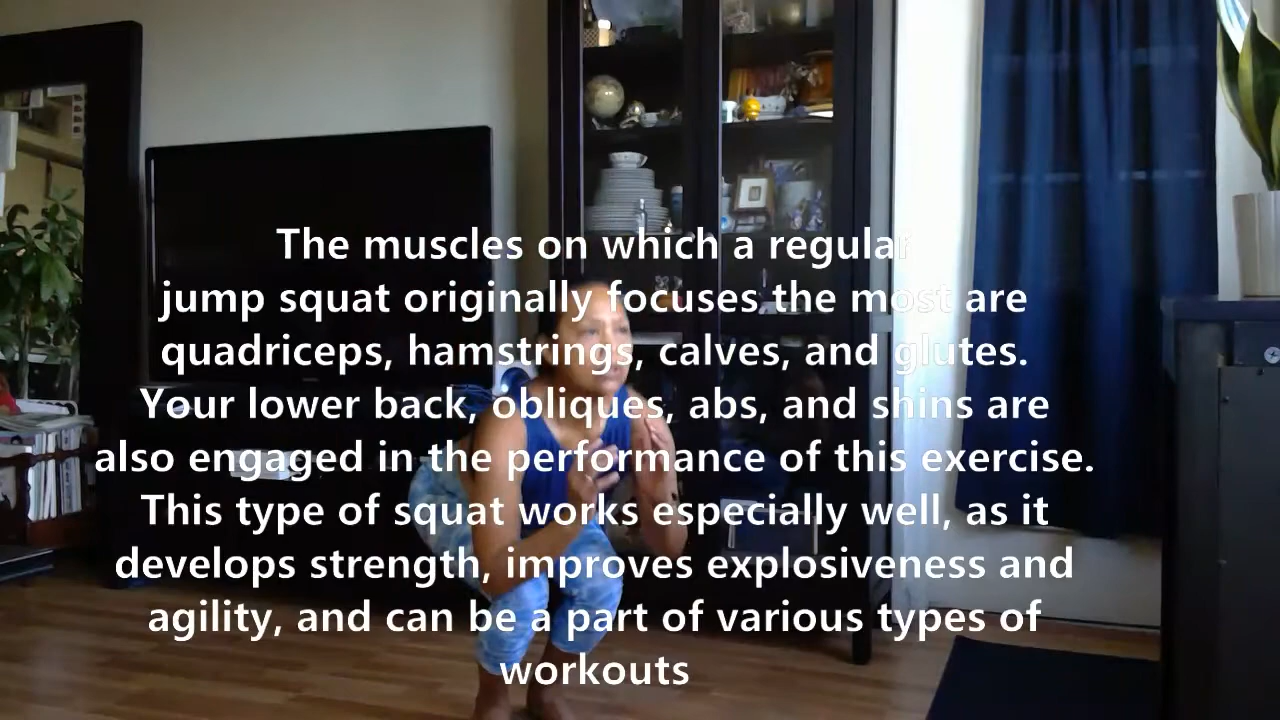 The muscles on which a regular
jump squat originally focuses the most are
quadriceps, hamstrings, calves, and glutes.
Your lower back, obliques, abs, and shins are
also engaged in the performance of this exercise.
This type of squat works especially well, as it
develops strength, improves explosiveness and
agility, and can be a part of various types of
workouts